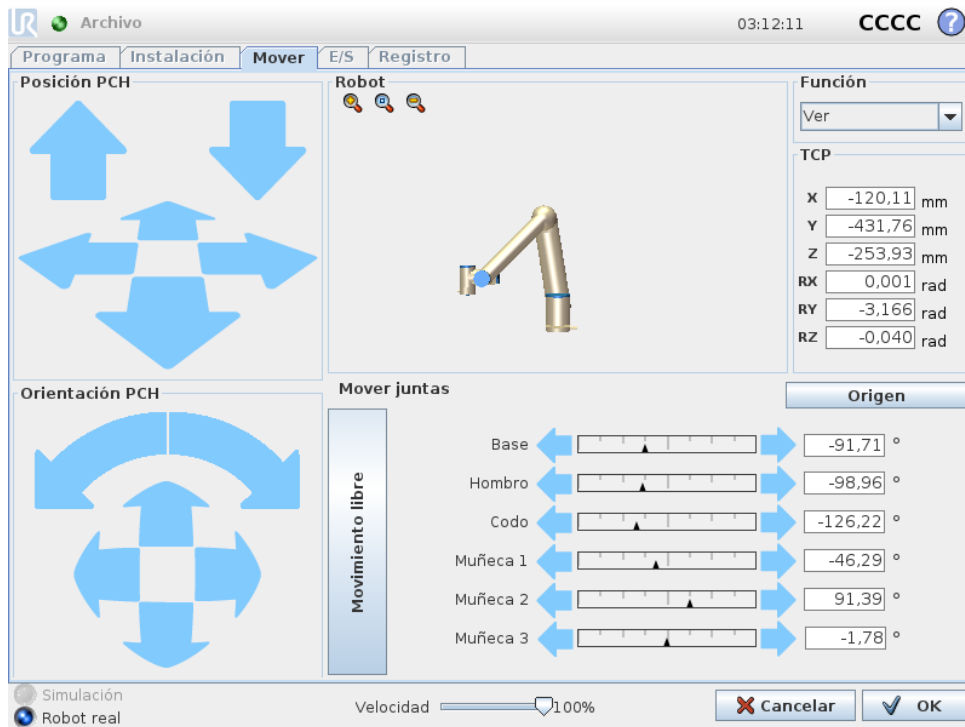 UR Archivo 03:12:11 CCCC ?
Programa Instalación Mover E/S Registro
Posición PCH
Robot
Función
Ver
TCP
X -120,11 mm
Y -431,76 mm
Z -253,93 mm
RX 0,001 rad
RY -3,166 rad
RZ -0,040 rad
Orientación PCH
Mover juntas
Origen
Movimiento libre
Base -91,71 °
Hombro -98,96 °
Codo -126,22 °
Muñeca 1 -46,29 °
Muñeca 2 91,39 °
Muñeca 3 -1,78 °
Simulación
Robot real
Velocidad 100%
Cancelar
OK